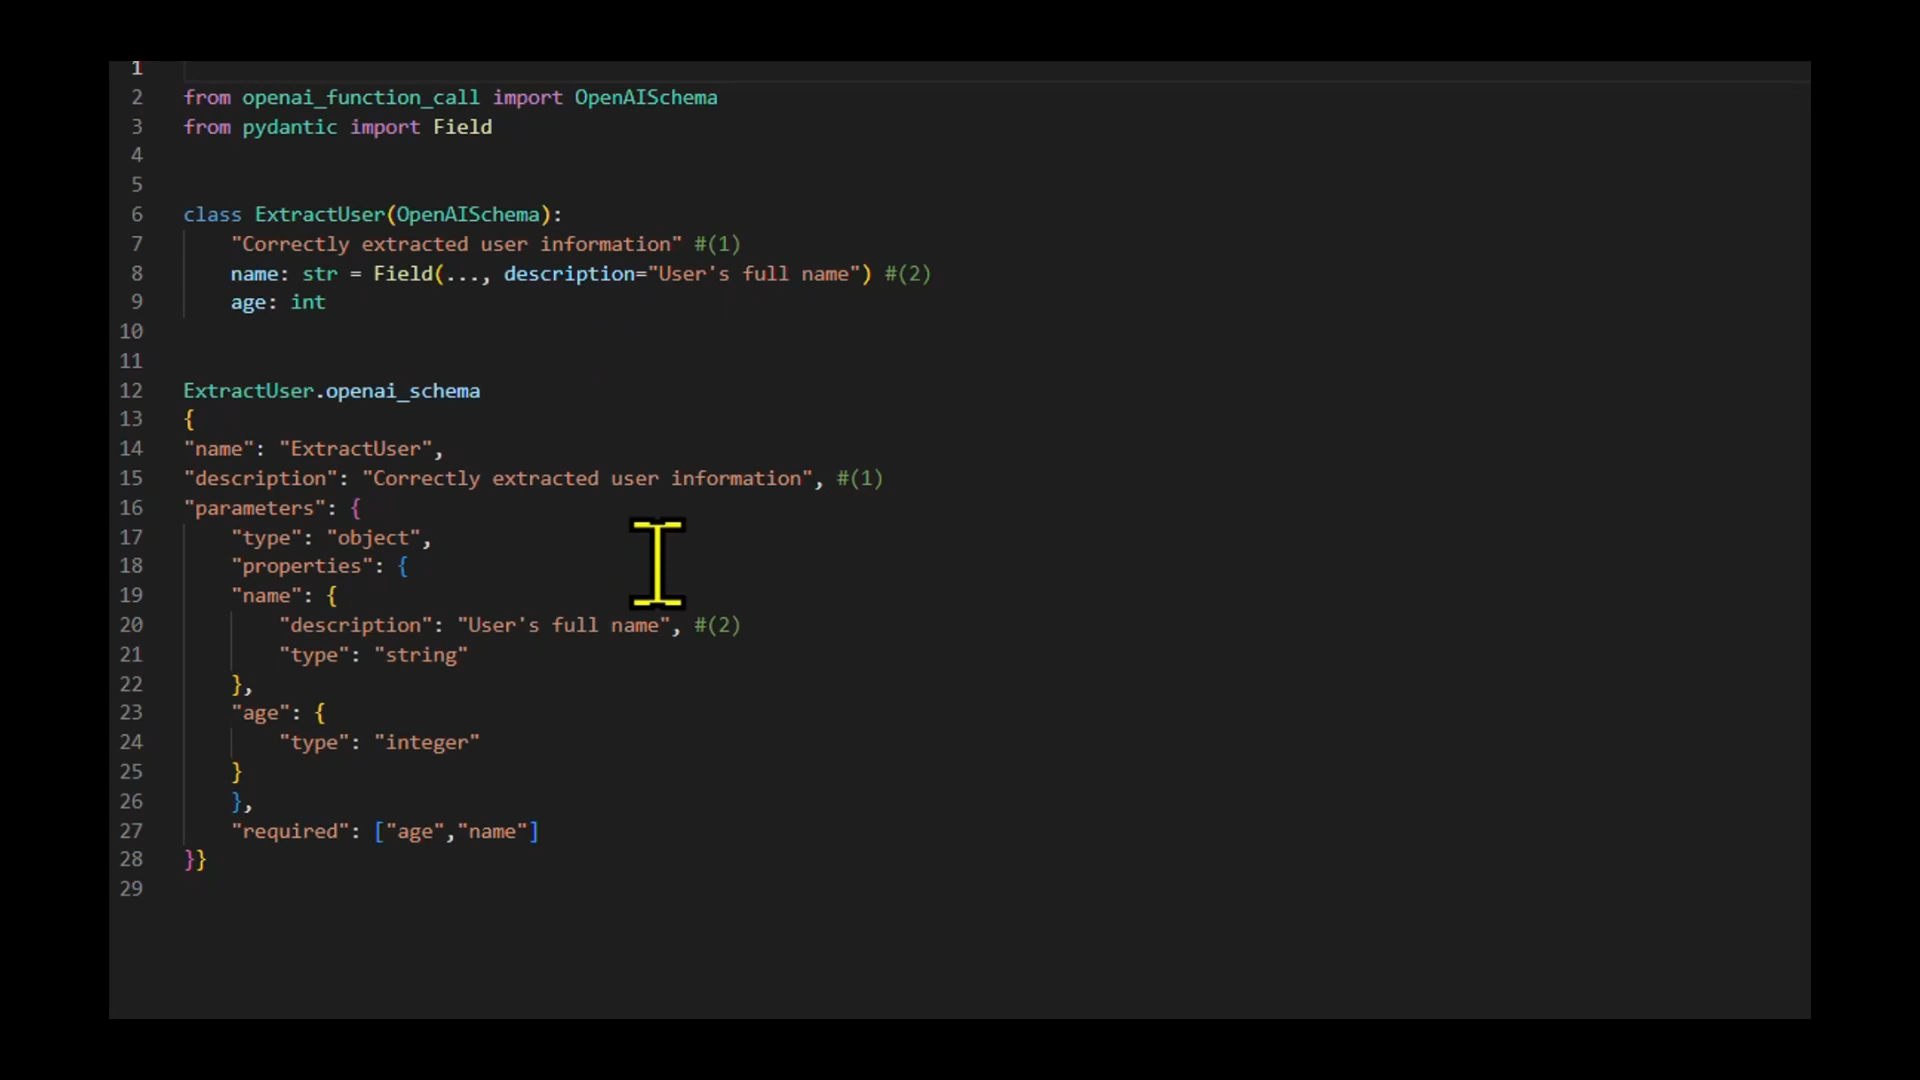 1
2 from openai_function_call import OpenAISchema
3 from pydantic import Field
4
5
6 class ExtractUser(OpenAISchema):
7     "Correctly extracted user information" #(1)
8     name: str = Field(..., description="User's full name") #(2)
9     age: int
10
11
12 ExtractUser.openai_schema
13 {
14 "name": "ExtractUser",
15 "description": "Correctly extracted user information", #(1)
16 "parameters": {
17     "type": "object",
18     "properties": {
19     "name": {
20         "description": "User's full name", #(2)
21         "type": "string"
22     },
23     "age": {
24         "type": "integer"
25     }
26     },
27     "required": ["age","name"]
28 }}
29